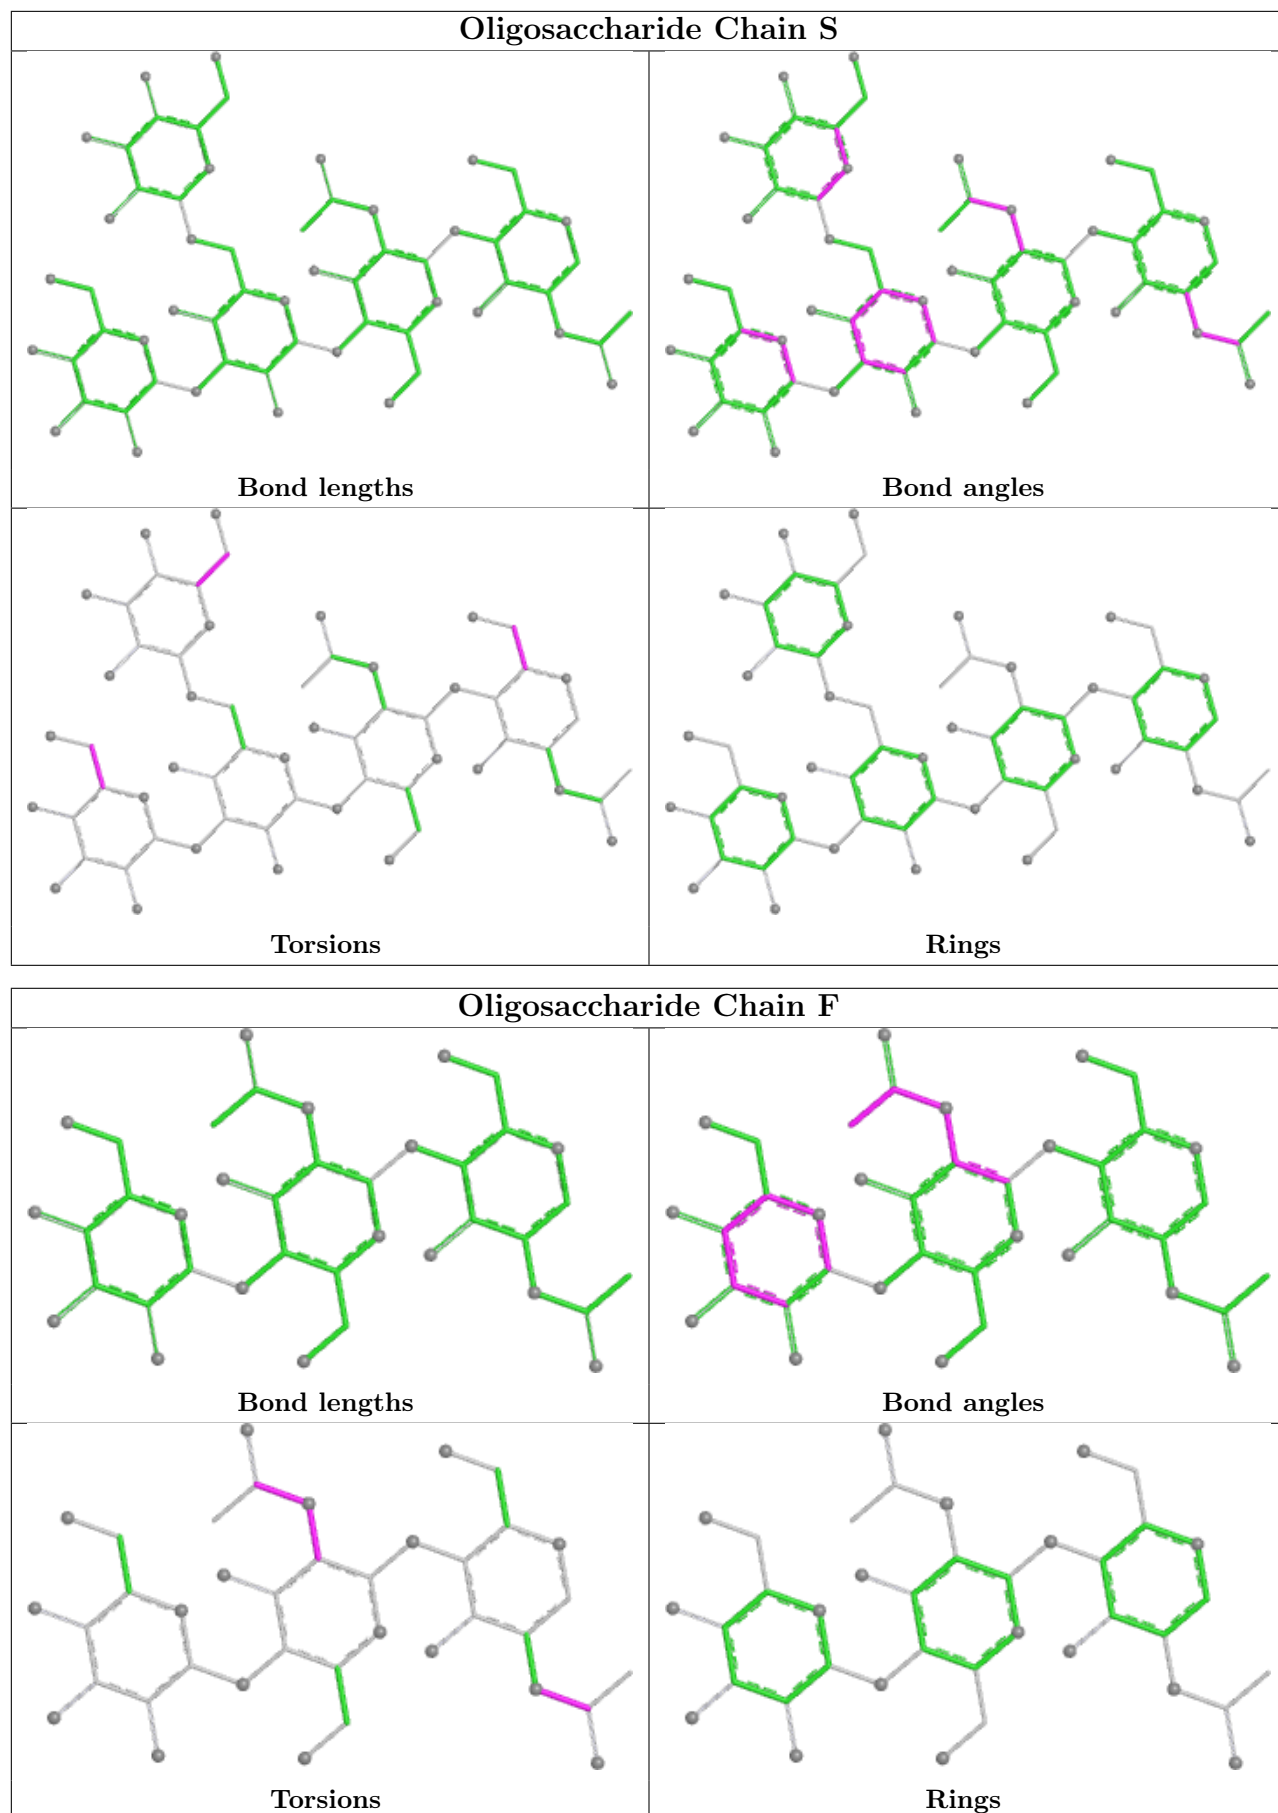 Oligosaccharide Chain S
Bond lengths
Bond angles
Torsions
Rings
Oligosaccharide Chain F
Bond lengths
Bond angles
Torsions
Rings